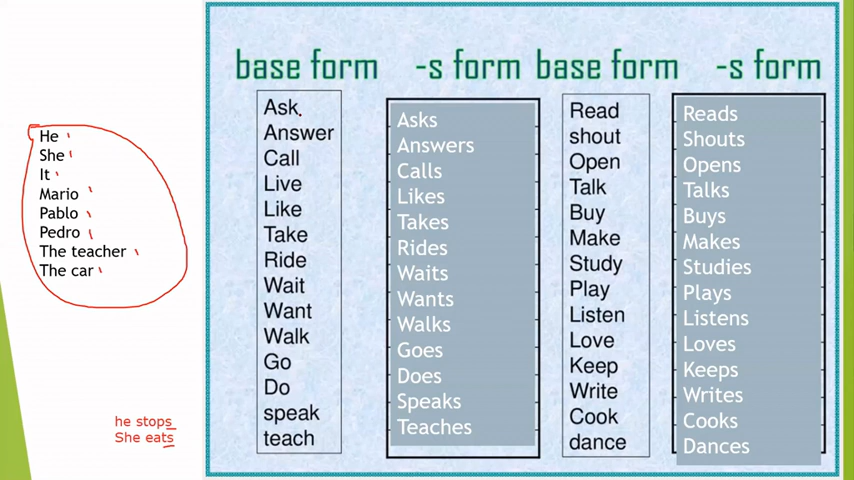 base form -s form base form -s form
He
She
It
Mario
Pablo
Pedro
The teacher
The car
he stops
She eats
Ask
Answer
Call
Live
Like
Take
Ride
Wait
Want
Walk
Go
Do
speak
teach
Asks
Answers
Calls
Likes
Takes
Rides
Waits
Wants
Walks
Goes
Does
Speaks
Teaches
Read
shout
Open
Talk
Buy
Make
Study
Play
Listen
Love
Keep
Write
Cook
dance
Reads
Shouts
Opens
Talks
Buys
Makes
Studies
Plays
Listens
Loves
Keeps
Writes
Cooks
Dances